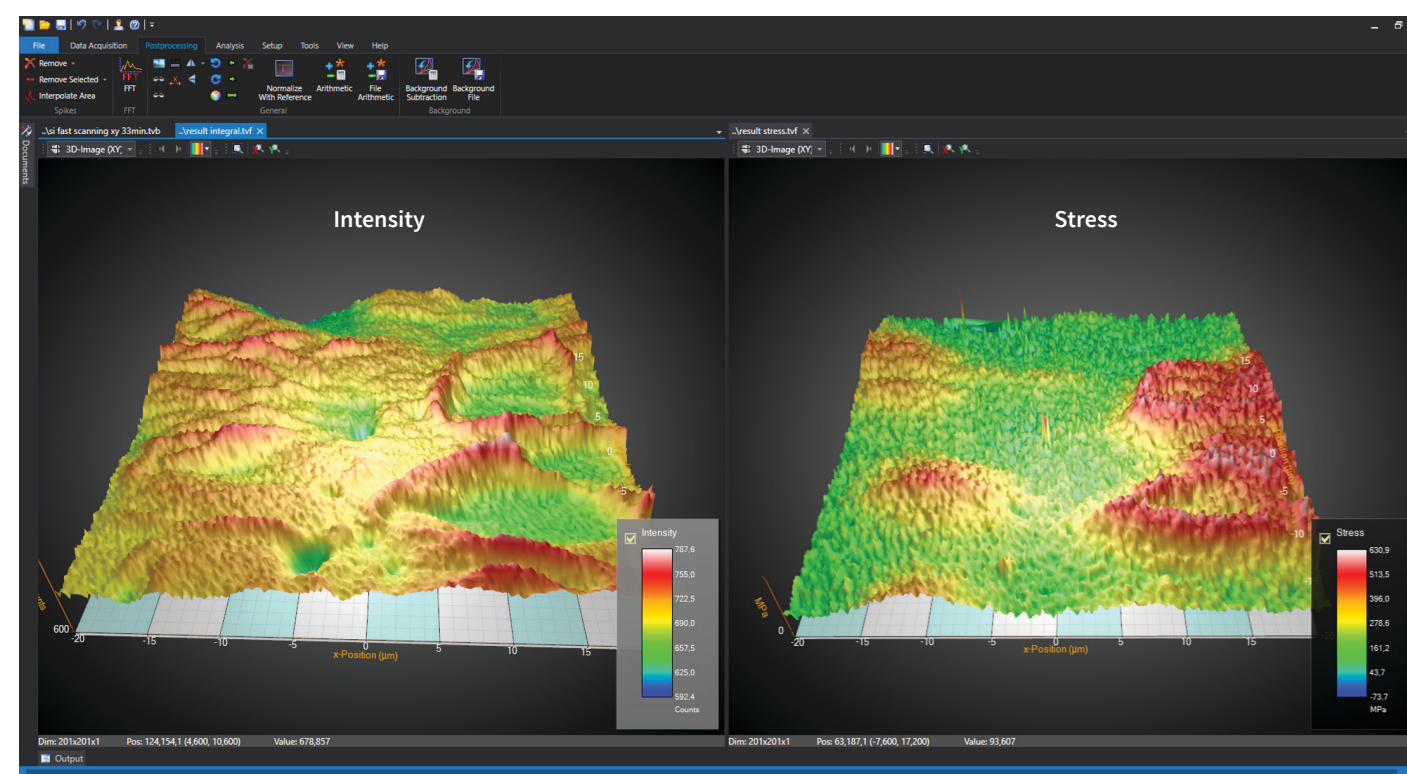 File Data Acquisition Postprocessing Analysis Setup Tools View Help
Remove
Remove Selected
Interpolate Area
Spikes
FFT
FFT
FFT
Normalize
With Reference
Arithmetic
File
Arithmetic
General
Background
Subtraction
Background
File
Background
..\si fast scanning xy 33min.tvb ..\result integral.tvf ..\result stress.tvf
Documents
3D-Image (XY; 3D-Image (XY;
Intensity
15
10
5
0
-5
600
-20 -15 -10 -5 0 5 10 15
x-Position (µm)
Intensity
787,6
755,0
722,5
690,0
657,5
625,0
592,4
Counts
Stress
15
10
5
0
-5
-10
MPa
0
-20 -15 -10 -5 0 5 10 15
x-Position (µm)
-20
Stress
630,9
513,5
396,0
278,6
161,2
43,7
-73,7
MPa
Dim: 201x201x1 Pos: 124,154,1 (4,600, 10,600) Value: 678,857
Dim: 201x201x1 Pos: 63,187,1 (-7,600, 17,200) Value: 93,607
Output